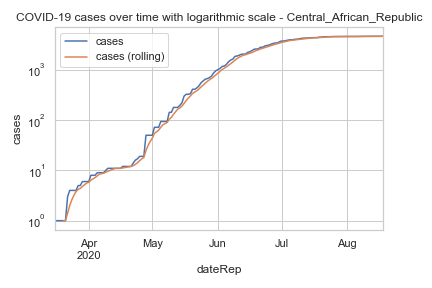 COVID-19 cases over time with logarithmic scale - Central_African_Republic
cases
cases (rolling)
10³
10²
10¹
10⁰
cases
Apr
2020
May
Jun
Jul
Aug
dateRep